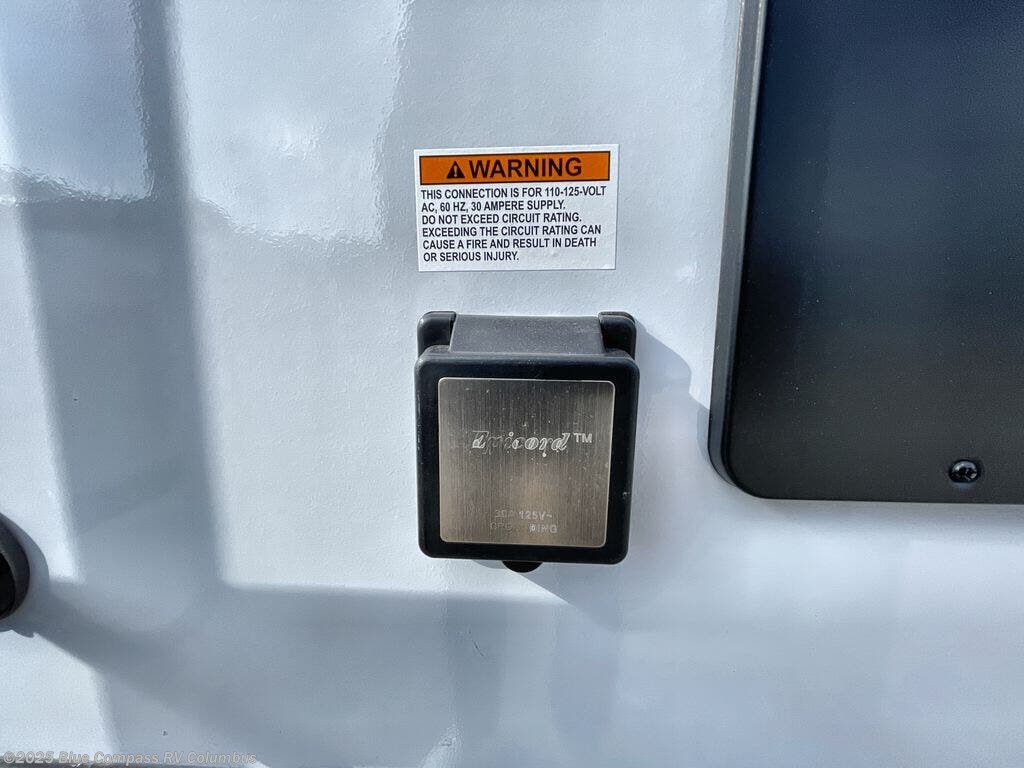 WARNING
THIS CONNECTION IS FOR 110-125-VOLT
AC, 60 HZ, 30 AMPERE SUPPLY.
DO NOT EXCEED CIRCUIT RATING.
EXCEEDING THE CIRCUIT RATING CAN
CAUSE A FIRE AND RESULT IN DEATH
OR SERIOUS INJURY.
Epicord™
30A 125V~
©2025 Blue Compass RV Columbus